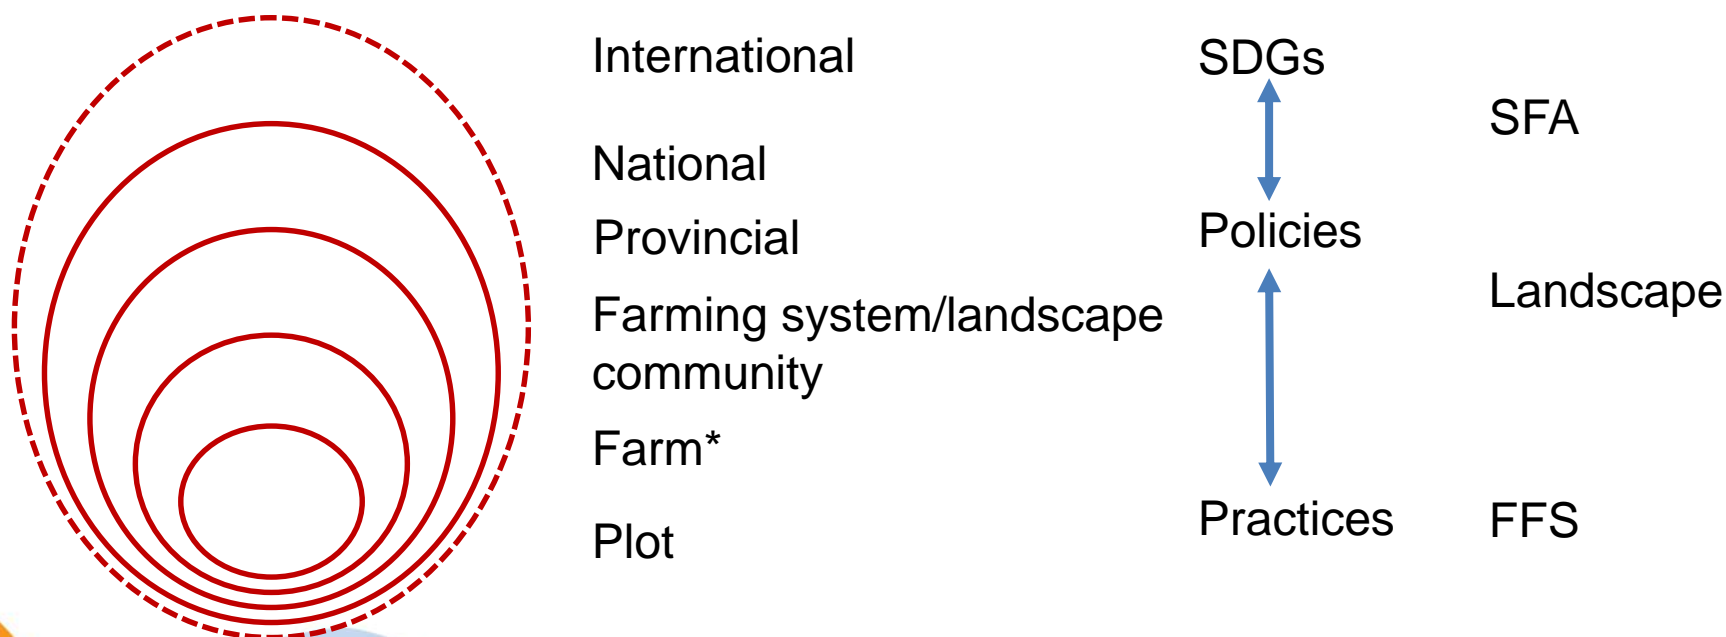 International
National
Provincial
Farming system/landscape
community
Farm*
Plot
SDGs
Policies
Practices
SFA
Landscape
FFS